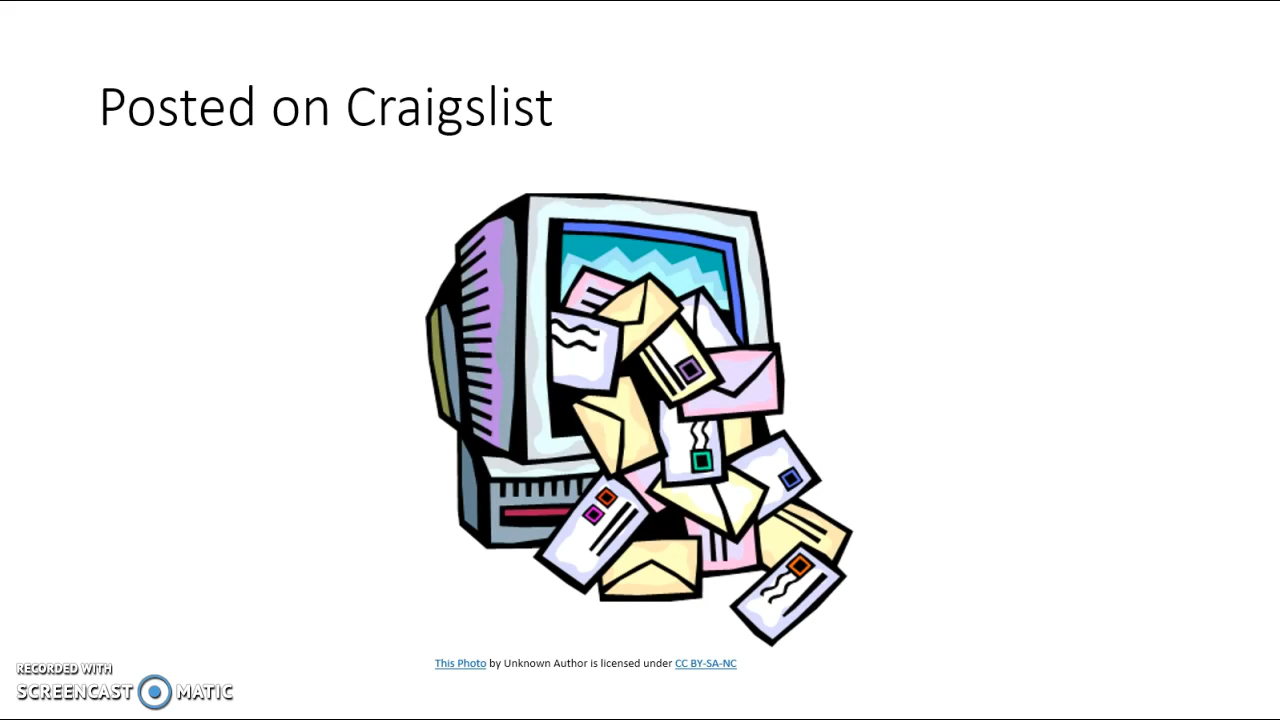 Posted on Craigslist
This Photo by Unknown Author is licensed under CC BY-SA-NC
RECORDED WITH
SCREENCAST MATIC